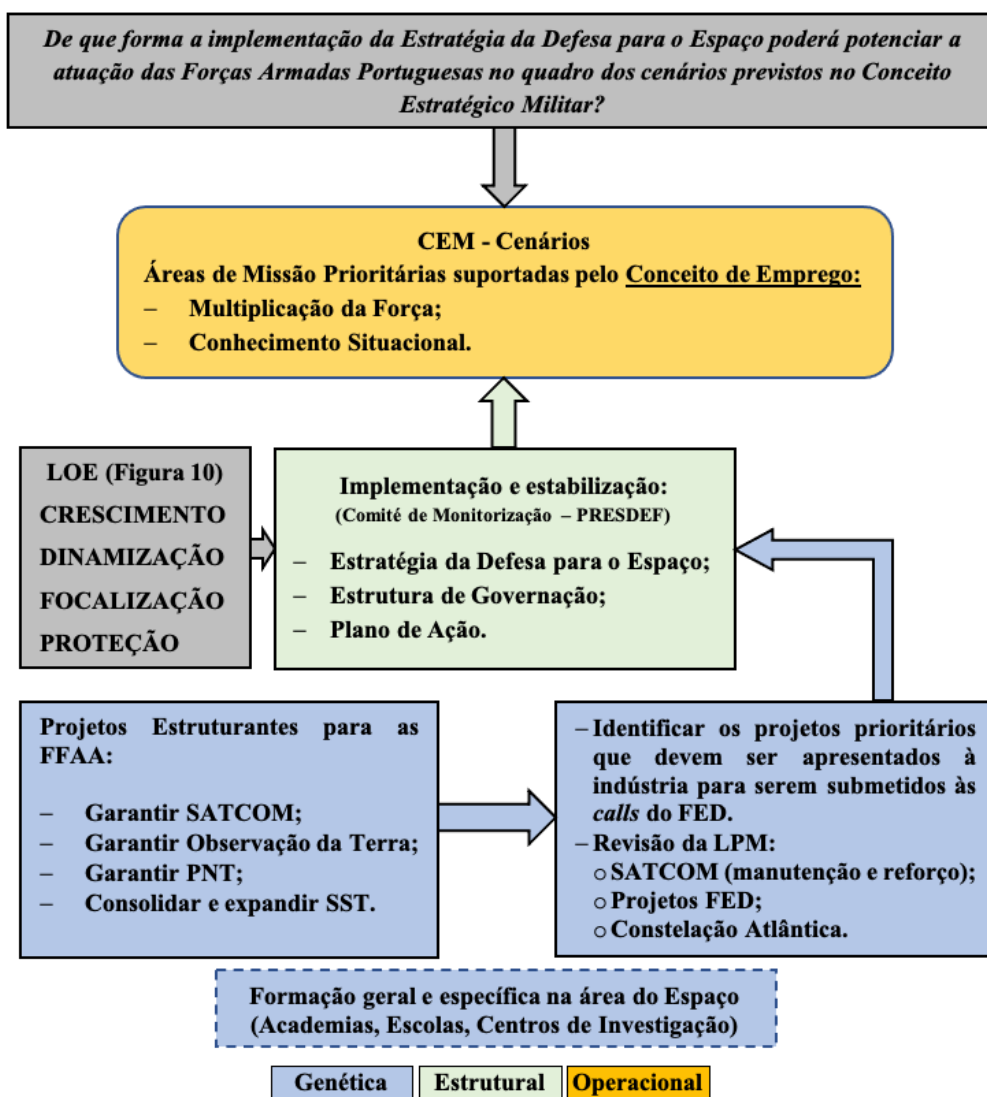 De que forma a implementação da Estratégia da Defesa para o Espaço poderá potenciar a
atuação das Forças Armadas Portuguesas no quadro dos cenários previstos no Conceito
Estratégico Militar?
CEM - Cenários
Áreas de Missão Prioritárias suportadas pelo Conceito de Emprego:
– Multiplicação da Força;
– Conhecimento Situacional.
LOE (Figura 10)
CRESCIMENTO
DINAMIZAÇÃO
FOCALIZAÇÃO
PROTEÇÃO
Implementação e estabilização:
(Comité de Monitorização – PRESDEF)
– Estratégia da Defesa para o Espaço;
– Estrutura de Governação;
– Plano de Ação.
Projetos Estruturantes para as
FFAA:
– Garantir SATCOM;
– Garantir Observação da Terra;
– Garantir PNT;
– Consolidar e expandir SST.
– Identificar os projetos prioritários
que devem ser apresentados à
indústria para serem submetidos às
calls do FED.
– Revisão da LPM:
o SATCOM (manutenção e reforço);
o Projetos FED;
o Constelação Atlântica.
Formação geral e específica na área do Espaço
(Academias, Escolas, Centros de Investigação)
Genética
Estrutural
Operacional